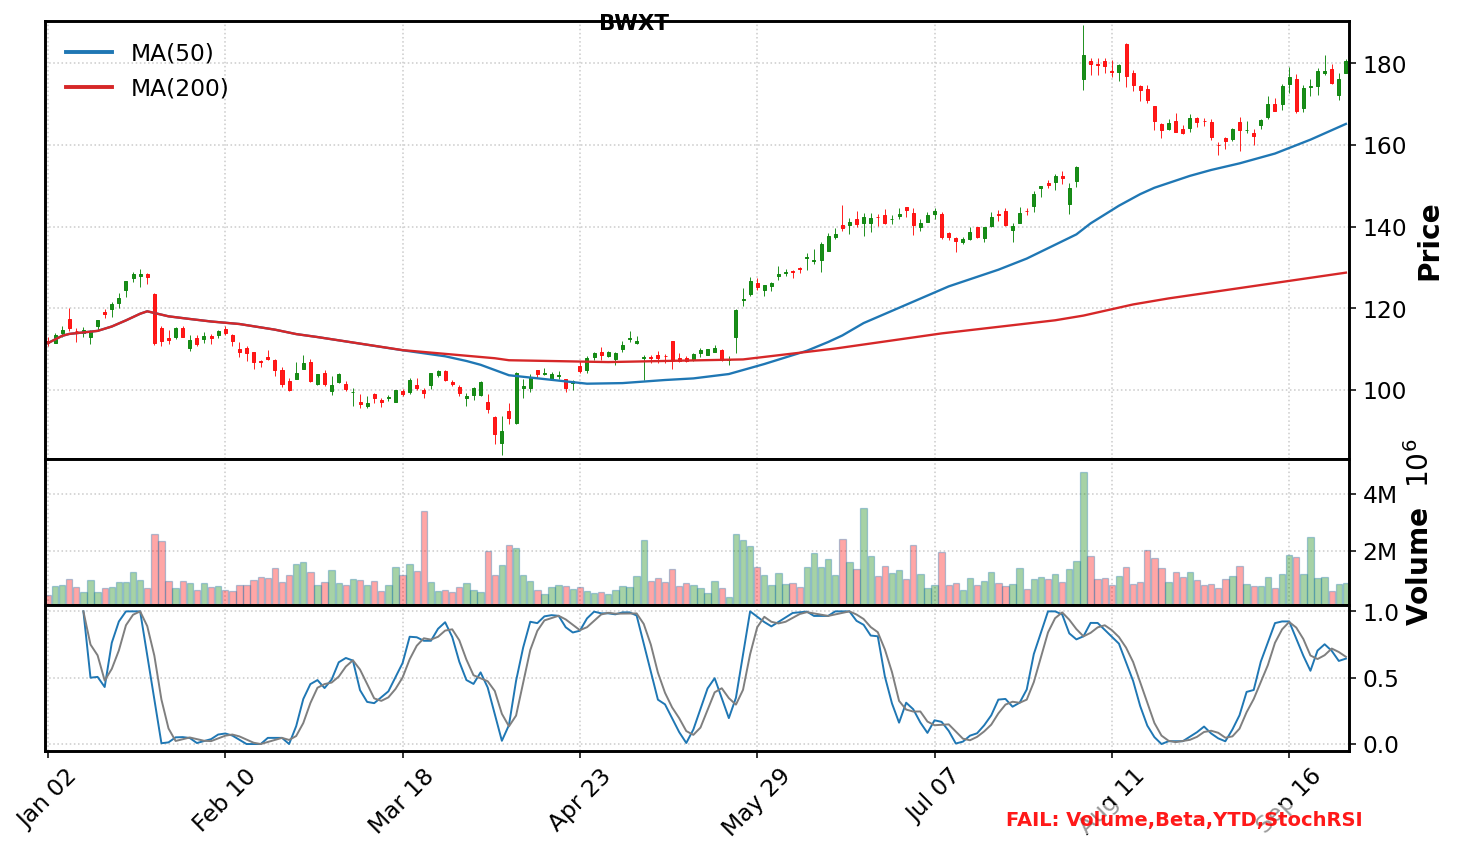 BWXT
MA(50)
MA(200)
180
160
140
120
100
Price
4M
2M
Volume 10^6
1.0
0.5
0.0
Jan 02
Feb 10
Mar 18
Apr 23
May 29
Jul 07
Aug 11
Sep 16
FAIL: Volume,Beta,YTD,StochRSI